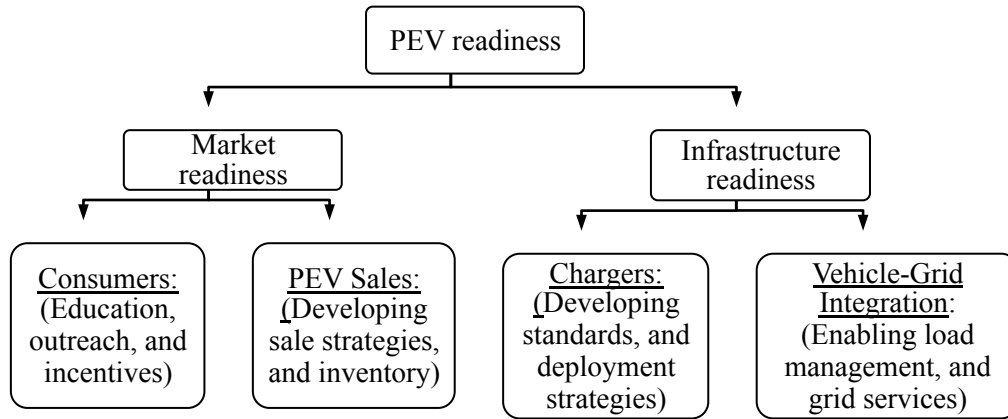 PEV readiness
Market
readiness
Infrastructure
readiness
Consumers:
(Education,
outreach, and
incentives)
PEV Sales:
(Developing
sale strategies,
and inventory)
Chargers:
(Developing
standards, and
deployment
strategies)
Vehicle-Grid
Integration:
(Enabling load
management, and
grid services)